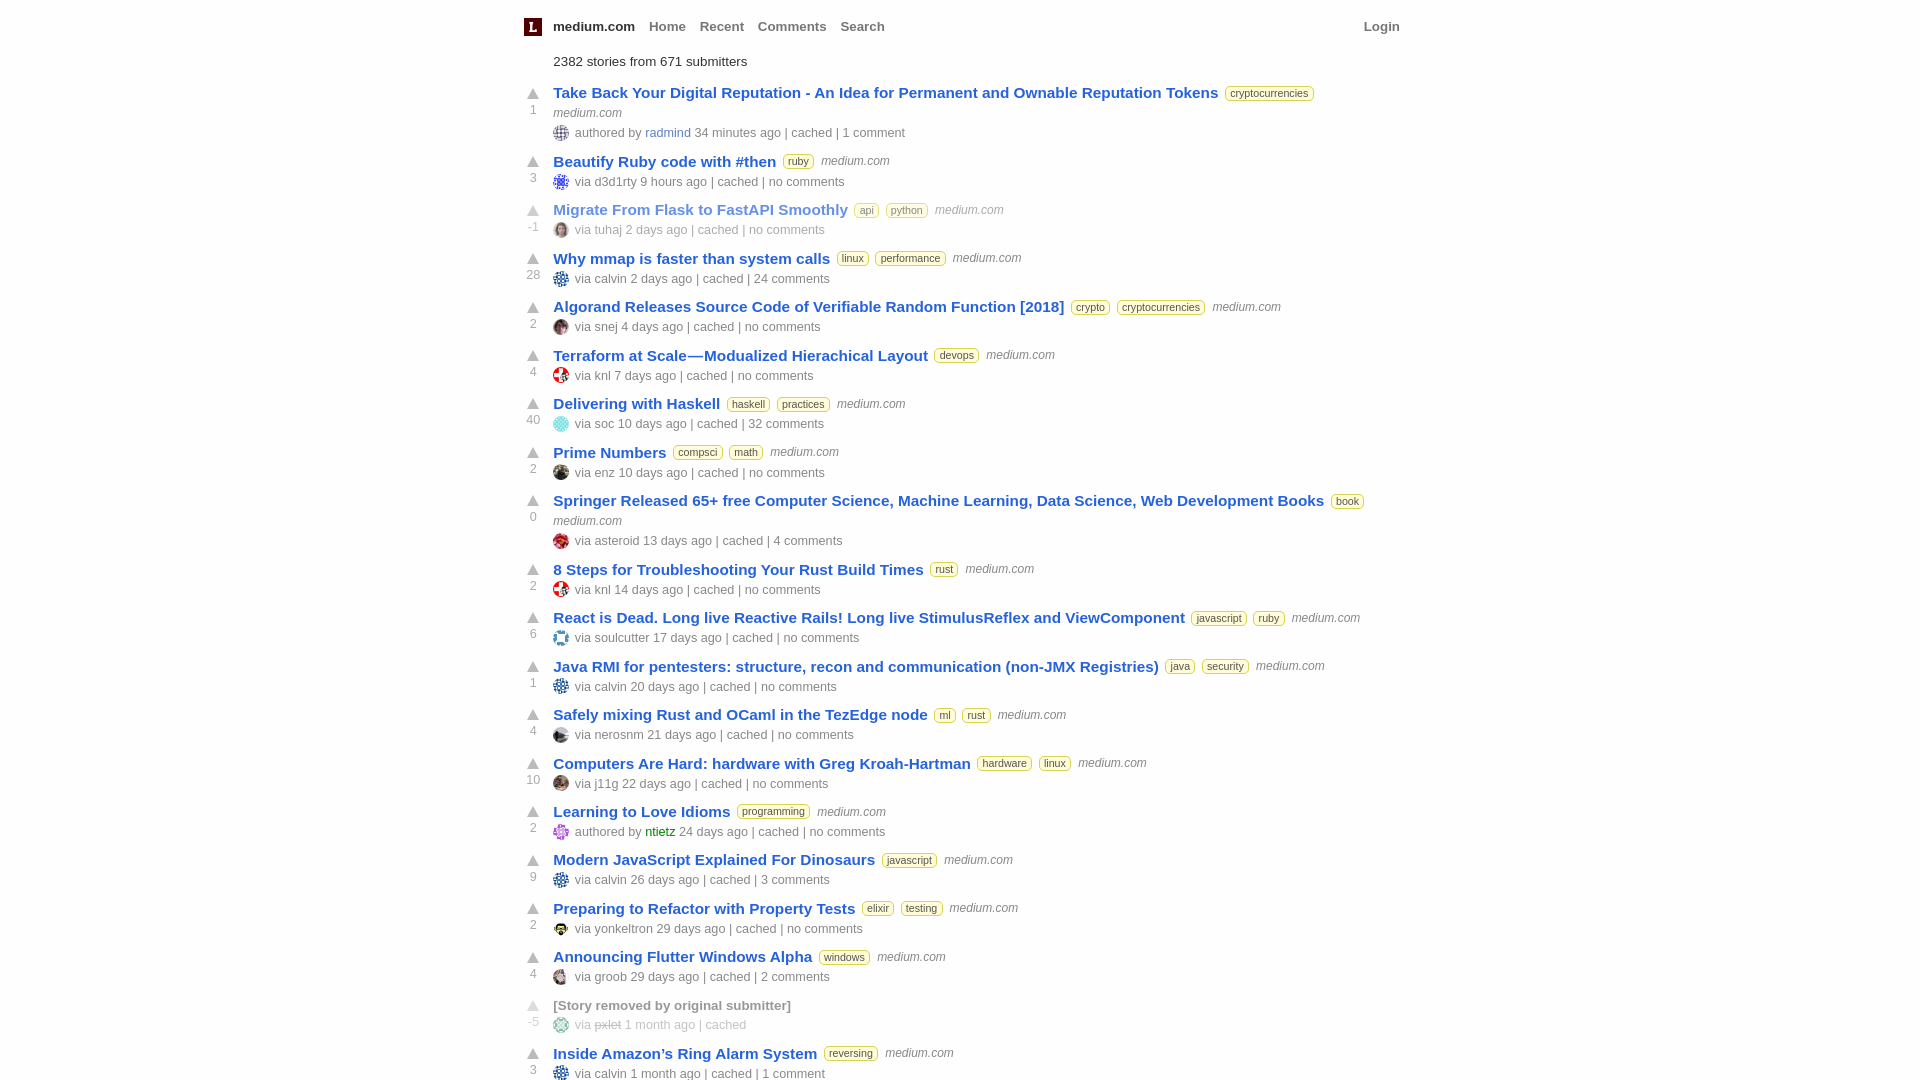 L medium.com Home Recent Comments Search Login
2382 stories from 671 submitters
Take Back Your Digital Reputation - An Idea for Permanent and Ownable Reputation Tokens cryptocurrencies
1
medium.com
authored by radmind 34 minutes ago | cached | 1 comment
Beautify Ruby code with #then ruby medium.com
3
via d3d1rty 9 hours ago | cached | no comments
Migrate From Flask to FastAPI Smoothly api python medium.com
-1
via tuhaj 2 days ago | cached | no comments
Why mmap is faster than system calls linux performance medium.com
28
via calvin 2 days ago | cached | 24 comments
Algorand Releases Source Code of Verifiable Random Function [2018] crypto cryptocurrencies medium.com
2
via snej 4 days ago | cached | no comments
Terraform at Scale — Modualized Hierachical Layout devops medium.com
4
via knl 7 days ago | cached | no comments
Delivering with Haskell haskell practices medium.com
40
via soc 10 days ago | cached | 32 comments
Prime Numbers compsci math medium.com
2
via enz 10 days ago | cached | no comments
Springer Released 65+ free Computer Science, Machine Learning, Data Science, Web Development Books book
0
medium.com
via asteroid 13 days ago | cached | 4 comments
8 Steps for Troubleshooting Your Rust Build Times rust medium.com
2
via knl 14 days ago | cached | no comments
React is Dead. Long live Reactive Rails! Long live StimulusReflex and ViewComponent javascript ruby medium.com
6
via soulcutter 17 days ago | cached | no comments
Java RMI for pentesters: structure, recon and communication (non-JMX Registries) java security medium.com
1
via calvin 20 days ago | cached | no comments
Safely mixing Rust and OCaml in the TezEdge node ml rust medium.com
4
via nerosnm 21 days ago | cached | no comments
Computers Are Hard: hardware with Greg Kroah-Hartman hardware linux medium.com
10
via j11g 22 days ago | cached | no comments
Learning to Love Idioms programming medium.com
2
authored by ntietz 24 days ago | cached | no comments
Modern JavaScript Explained For Dinosaurs javascript medium.com
9
via calvin 26 days ago | cached | 3 comments
Preparing to Refactor with Property Tests elixir testing medium.com
2
via yonkeltron 29 days ago | cached | no comments
Announcing Flutter Windows Alpha windows medium.com
4
via groob 29 days ago | cached | 2 comments
[Story removed by original submitter]
-5
via pxlet 1 month ago | cached
Inside Amazon’s Ring Alarm System reversing medium.com
3
via calvin 1 month ago | cached | 1 comment